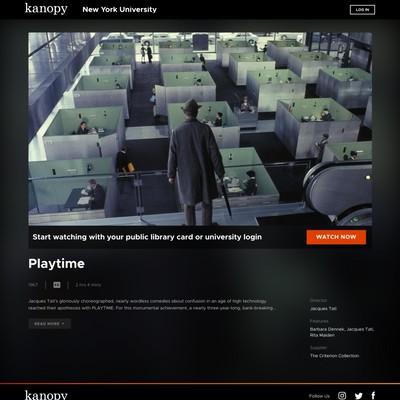 kanopy
New York University
LOG IN
Start watching with your public library card or university login
WATCH NOW
Playtime
1967
CC
2 hrs 4 mins
Jacques Tati's gloriously choreographed, nearly wordless comedies about confusion in an age of high technology
reached their apotheosis with PLAYTIME. For this monumental achievement, a nearly three-year-long, bank-breaking...
READ MORE
Director
Jacques Tati
Features
Barbara Dennek, Jacques Tati,
Rita Maiden
Supplier
The Criterion Collection
kanopy
Follow Us